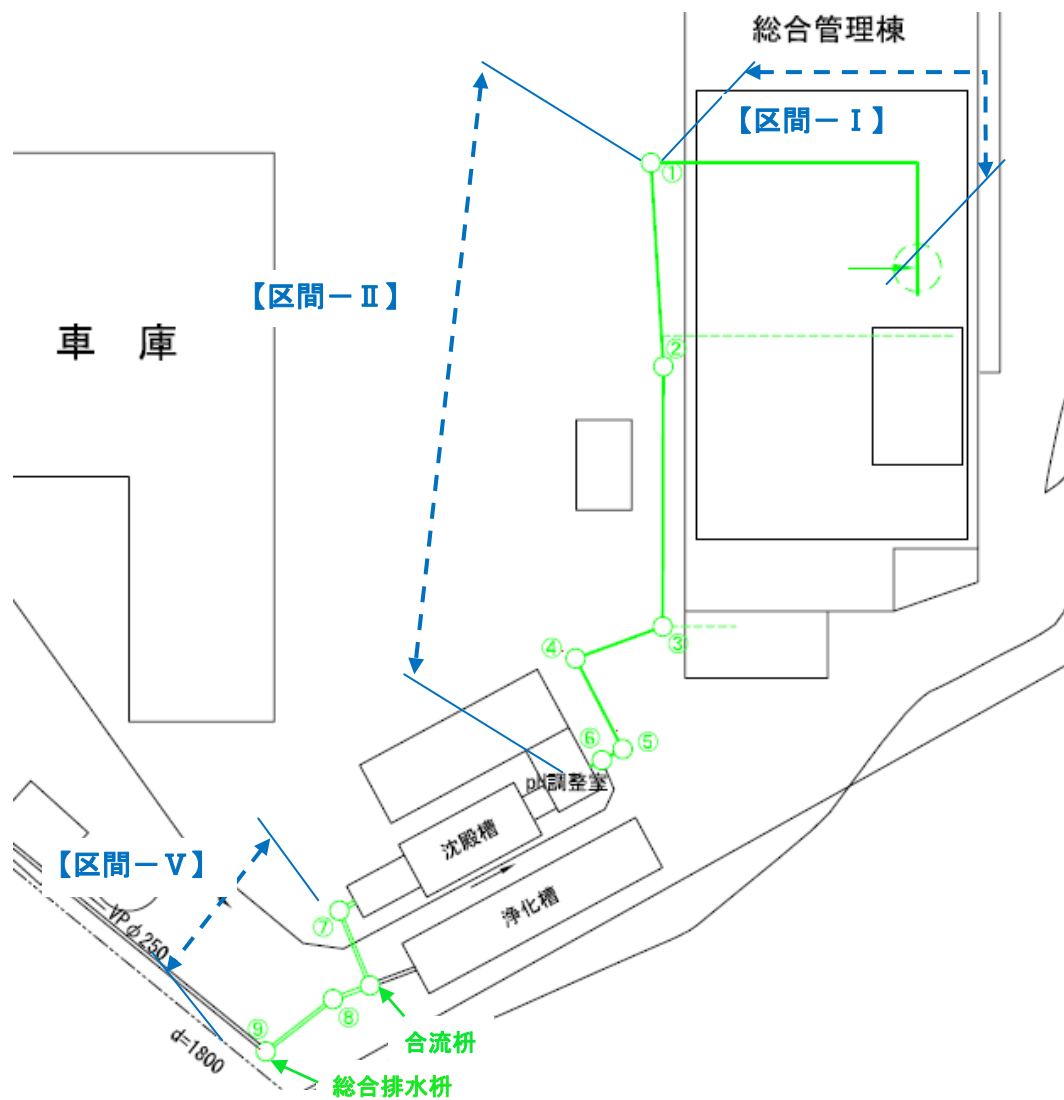 総合管理棟
【区間－Ⅰ】
①
【区間－Ⅱ】
車 庫
②
③
④
⑤
⑥
pH調整室
沈殿槽
【区間－Ⅴ】
浄化槽
⑦
VPφ250
⑧
⑨
合流枡
d=1800
総合排水枡